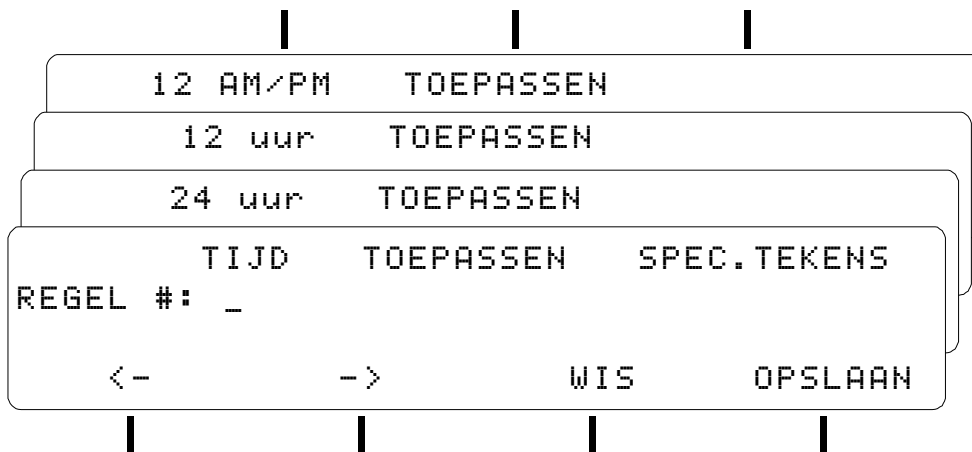 12 AM/PM TOEPASSEN
12 uur TOEPASSEN
24 uur TOEPASSEN
TIJD TOEPASSEN SPEC.TEKENS
REGEL #: _
<- -> WIS OPSLAAN